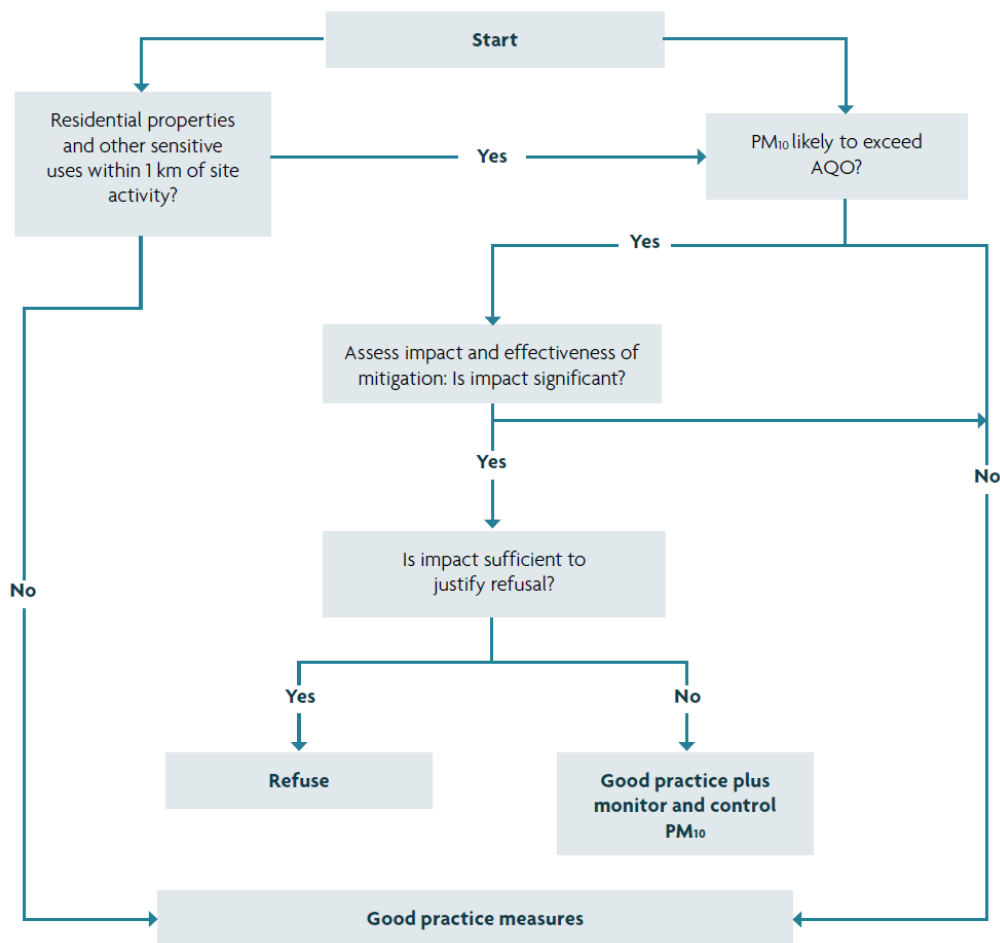 Start
Residential properties
and other sensitive
uses within 1 km of site
activity?
Yes
PM₁₀ likely to exceed
AQO?
Yes
Assess impact and effectiveness of
mitigation: Is impact significant?
Yes
No
Is impact sufficient to
justify refusal?
No
Yes
No
Refuse
Good practice plus
monitor and control
PM₁₀
Good practice measures